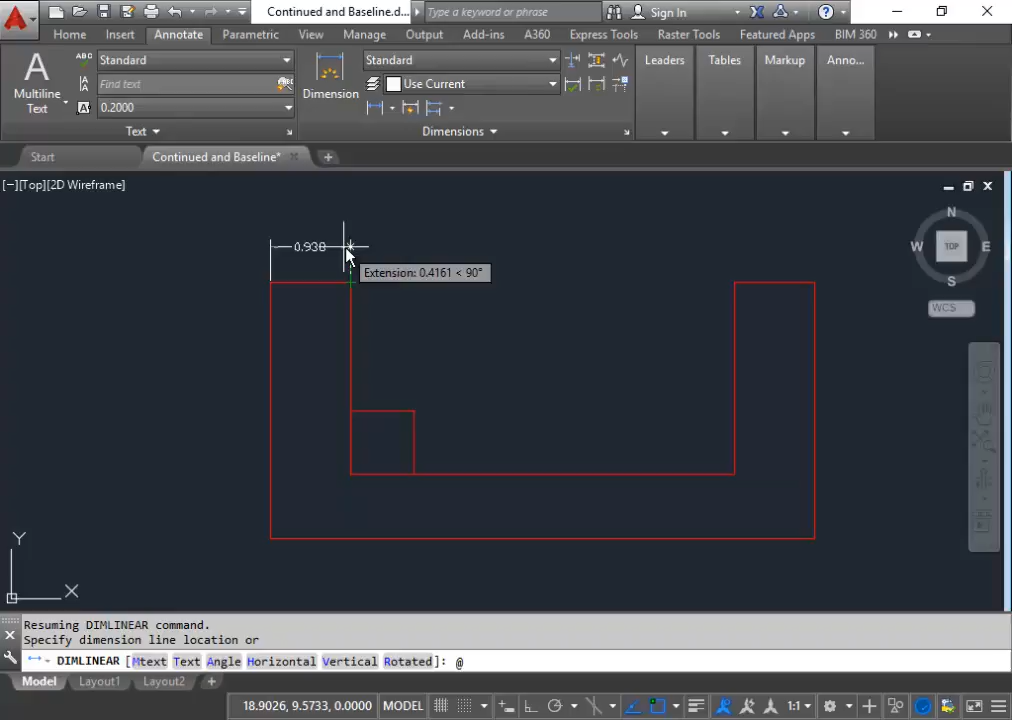 Continued and Baseline.d...
Type a keyword or phrase
Sign In
Home
Insert
Annotate
Parametric
View
Manage
Output
Add-ins
A360
Express Tools
Raster Tools
Featured Apps
BIM 360
A
Multiline
Text
ABC
Standard
Find text
0.2000
Text
Dimension
Standard
Use Current
Dimensions
Leaders
Tables
Markup
Anno...
Start
Continued and Baseline*
[−][Top][2D Wireframe]
N
W
TOP
E
S
WCS
0.938
Extension: 0.4161 < 90°
Y
X
Resuming DIMLINEAR command.
Specify dimension line location or
DIMLINEAR [Mtext Text Angle Horizontal Vertical Rotated]: @
Model
Layout1
Layout2
18.9026, 9.5733, 0.0000
MODEL
1:1